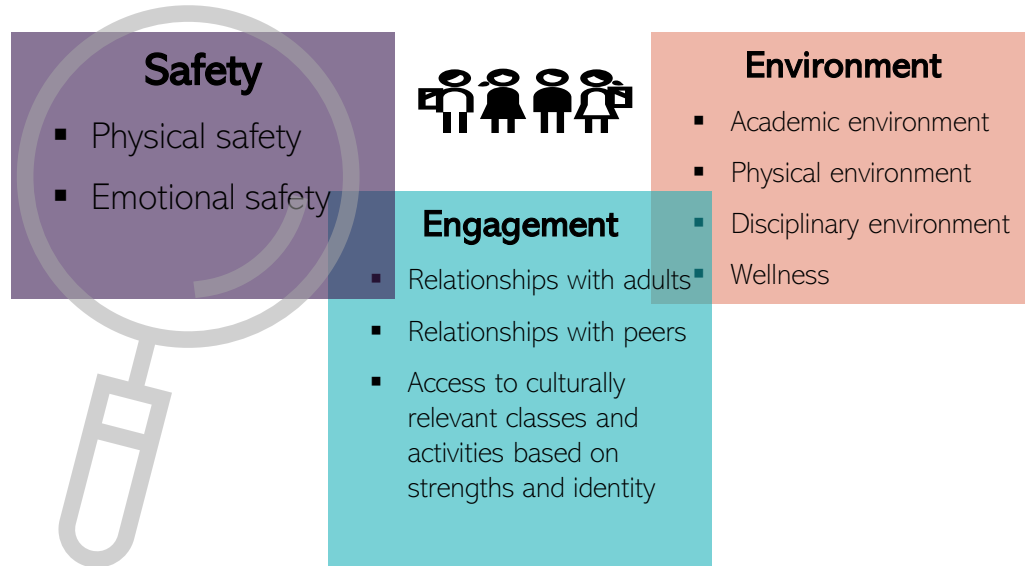 Safety
▪ Physical safety
▪ Emotional safety
Engagement
▪ Relationships with adults
▪ Relationships with peers
▪ Access to culturally
relevant classes and
activities based on
strengths and identity
Environment
▪ Academic environment
▪ Physical environment
▪ Disciplinary environment
▪ Wellness